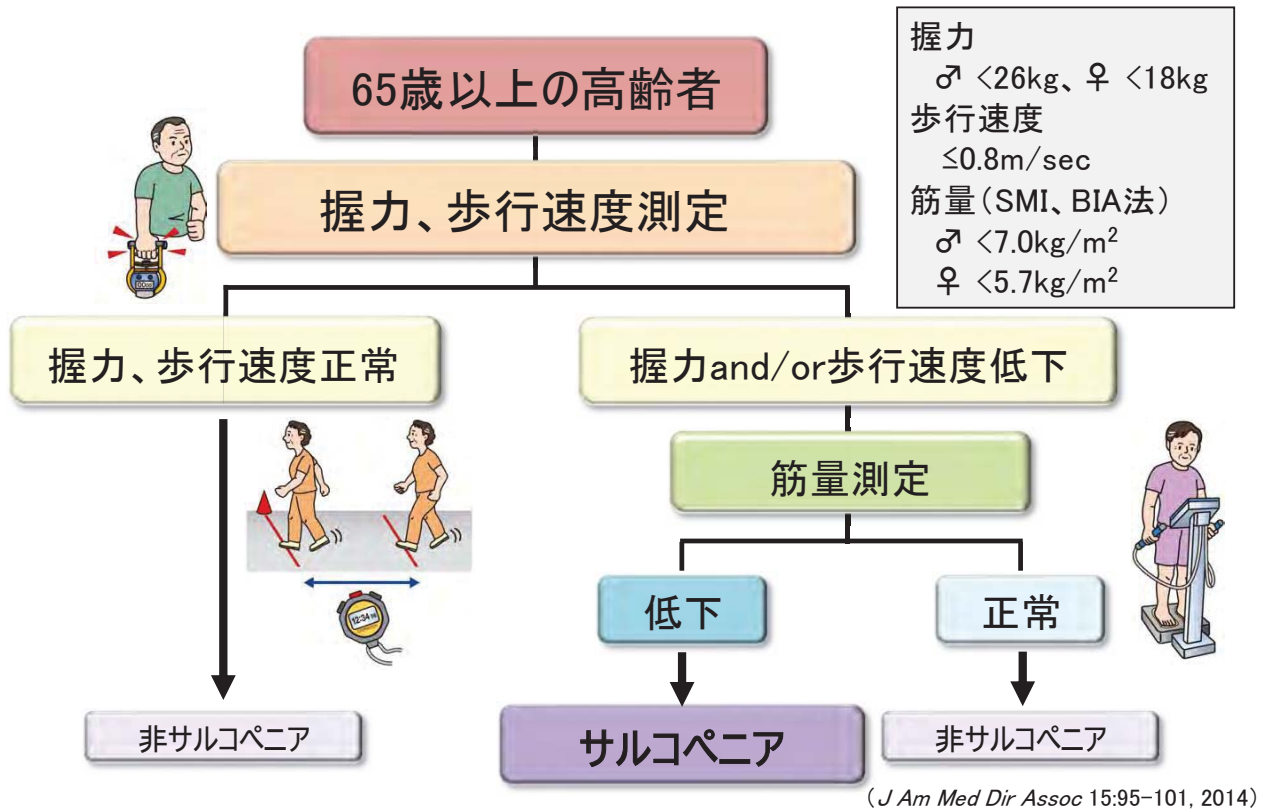 65歳以上の高齢者
握力、歩行速度測定
握力
♂ <26kg、♀ <18kg
歩行速度
≤0.8m/sec
筋量(SMI、BIA法)
♂ <7.0kg/m²
♀ <5.7kg/m²
握力、歩行速度正常
握力and/or歩行速度低下
筋量測定
12:34
低下
正常
非サルコペニア
サルコペニア
非サルコペニア
(J Am Med Dir Assoc 15:95-101, 2014)